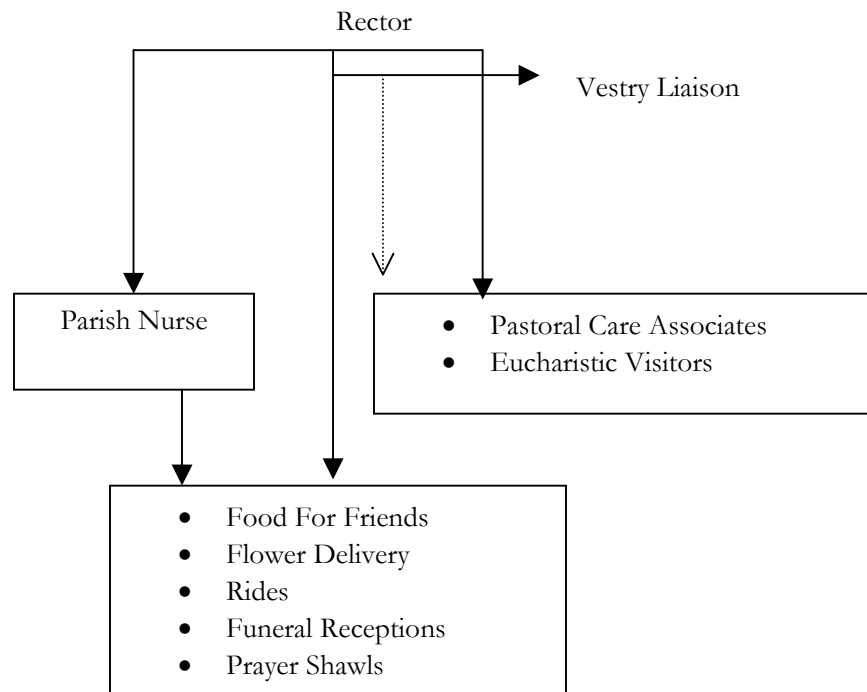 Rector
Vestry Liaison
Parish Nurse
• Pastoral Care Associates
• Eucharistic Visitors
• Food For Friends
• Flower Delivery
• Rides
• Funeral Receptions
• Prayer Shawls